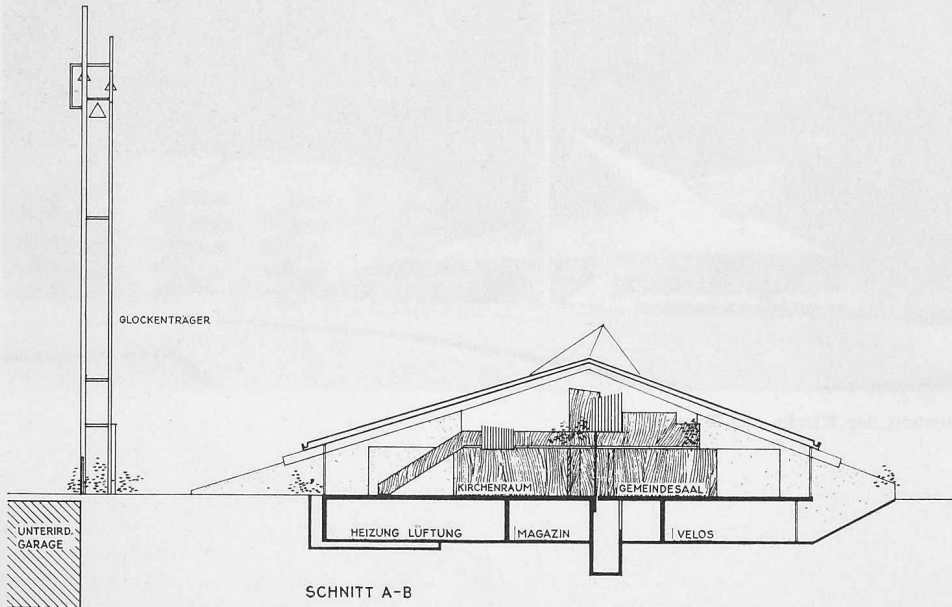 GLOCKENTRÄGER
KIRCHENRAUM
GEMEINDESAAL
UNTERIRD.
GARAGE
HEIZUNG LÜFTUNG
MAGAZIN
VELOS
SCHNITT A-B